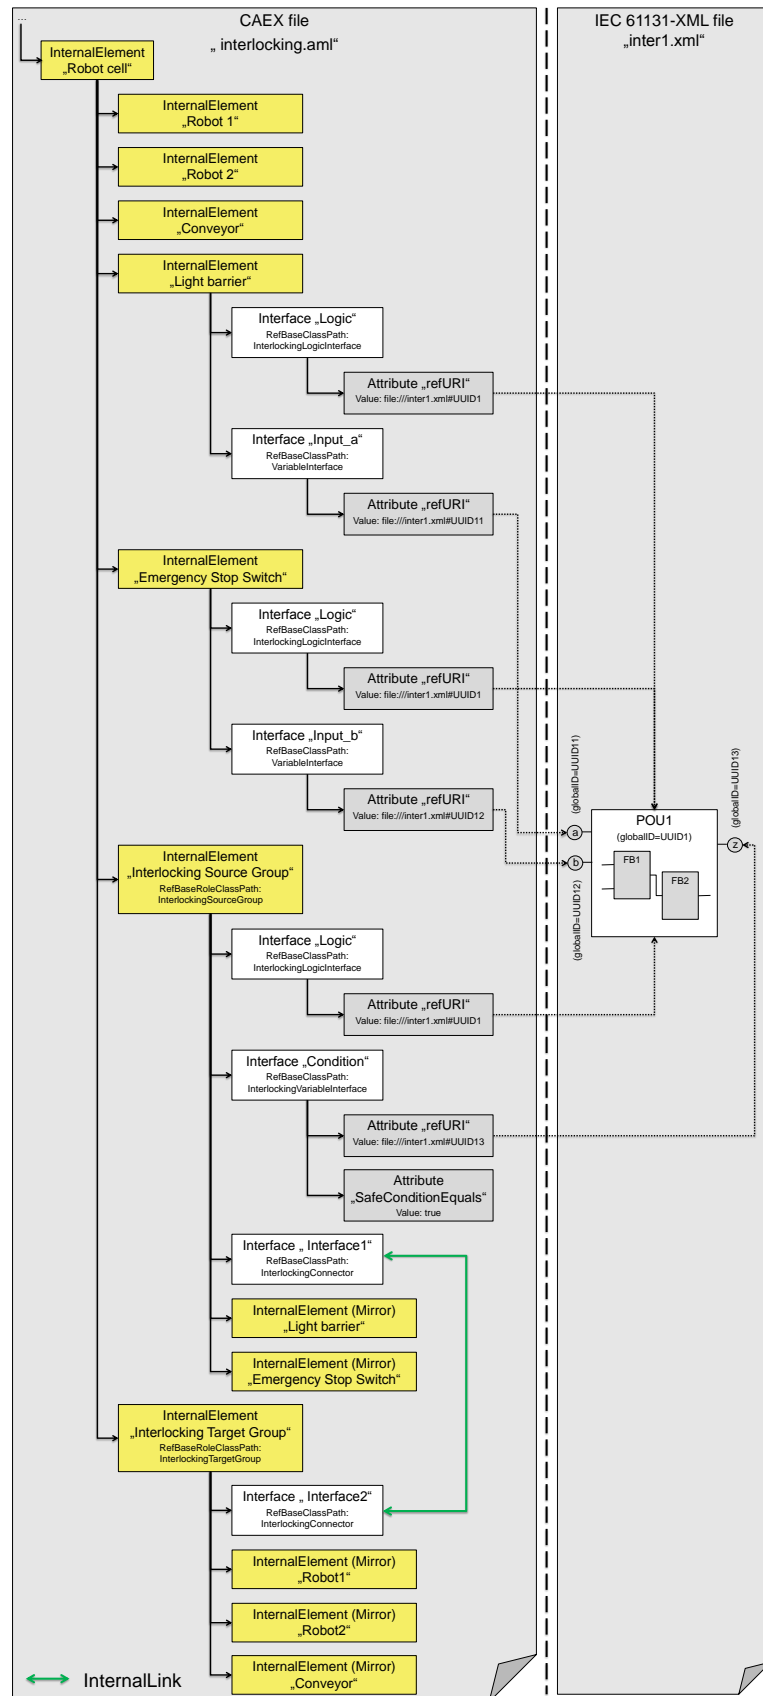 ...
CAEX file
„ interlocking.aml“
IEC 61131-XML file
„inter1.xml“
InternalElement
„Robot cell“
InternalElement
„Robot 1“
InternalElement
„Robot 2“
InternalElement
„Conveyor“
InternalElement
„Light barrier“
Interface „Logic“
RefBaseClassPath:
InterlockingLogicInterface
Attribute „refURI“
Value: file:///inter1.xml#UUID1
Interface „Input_a“
RefBaseClassPath:
VariableInterface
Attribute „refURI“
Value: file:///inter1.xml#UUID11
InternalElement
„Emergency Stop Switch“
Interface „Logic“
RefBaseClassPath:
InterlockingLogicInterface
Attribute „refURI“
Value: file:///inter1.xml#UUID1
Interface „Input_b“
RefBaseClassPath:
VariableInterface
Attribute „refURI“
Value: file:///inter1.xml#UUID12
(globalID=UUID11)
(globalID=UUID13)
POU1
(globalID=UUID1)
a
b
z
FB1
FB2
(globalID=UUID12)
InternalElement
„Interlocking Source Group“
RefBaseRoleClassPath:
InterlockingSourceGroup
Interface „Logic“
RefBaseClassPath:
InterlockingLogicInterface
Attribute „refURI“
Value: file:///inter1.xml#UUID1
Interface „Condition“
RefBaseClassPath:
InterlockingVariableInterface
Attribute „refURI“
Value: file:///inter1.xml#UUID13
Attribute
„SafeConditionEquals“
Value: true
Interface „ Interface1“
RefBaseClassPath:
InterlockingConnector
InternalElement (Mirror)
„Light barrier“
InternalElement (Mirror)
„Emergency Stop Switch“
InternalElement
„Interlocking Target Group“
RefBaseRoleClassPath:
InterlockingTargetGroup
Interface „ Interface2“
RefBaseClassPath:
InterlockingConnector
InternalElement (Mirror)
„Robot1“
InternalElement (Mirror)
„Robot2“
InternalElement (Mirror)
„Conveyor“
InternalLink